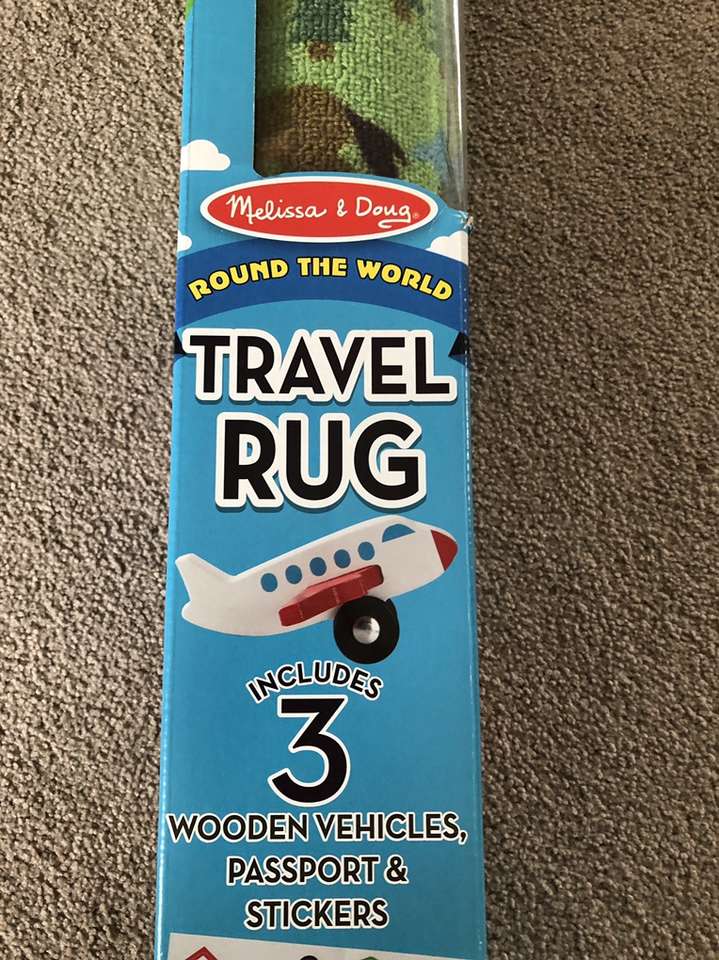 Melissa & Doug®
ROUND THE WORLD
TRAVEL
RUG
INCLUDES
3
WOODEN VEHICLES,
PASSPORT &
STICKERS